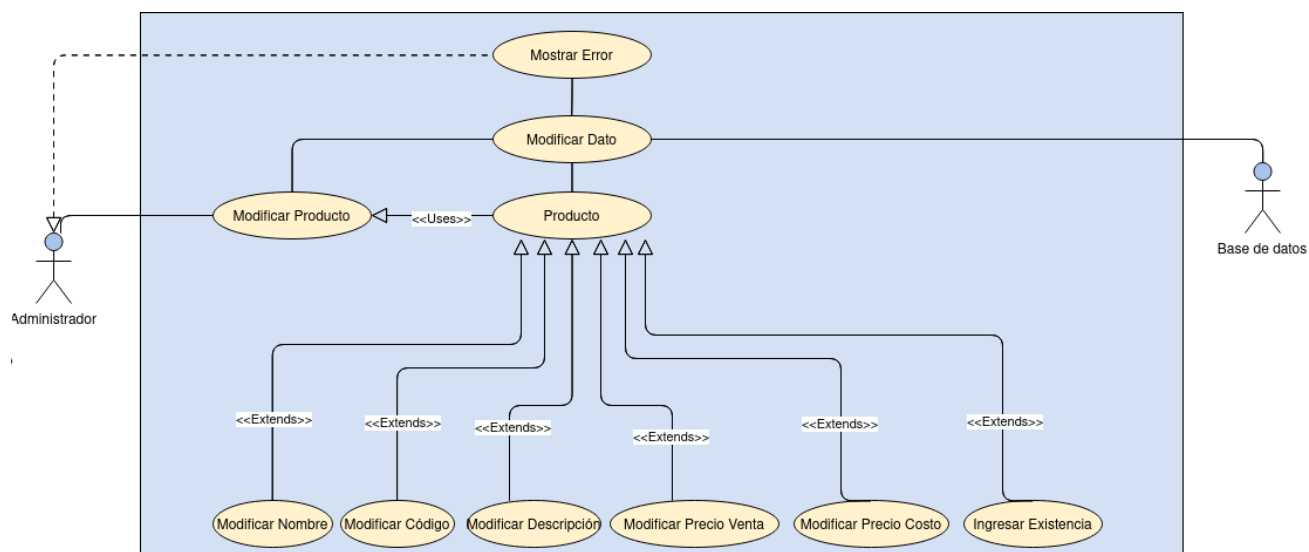 Mostrar Error
Modificar Dato
Modificar Producto
<<Uses>>
Producto
Base de datos
Administrador
<<Extends>>
<<Extends>>
<<Extends>>
<<Extends>>
<<Extends>>
<<Extends>>
Modificar Nombre
Modificar Código
Modificar Descripción
Modificar Precio Venta
Modificar Precio Costo
Ingresar Existencia